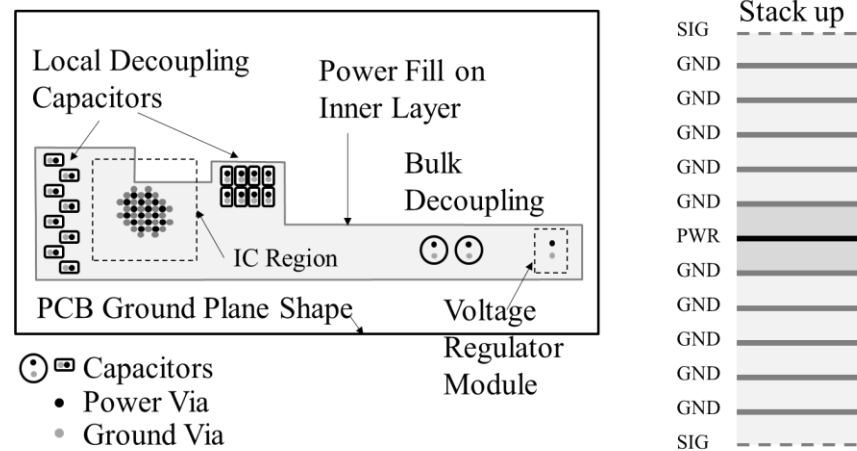 Local Decoupling
Capacitors
Power Fill on
Inner Layer
Bulk
Decoupling
IC Region
PCB Ground Plane Shape
Voltage
Regulator
Module
Capacitors
Power Via
Ground Via
Stack up
SIG
GND
GND
GND
GND
GND
PWR
GND
GND
GND
GND
GND
SIG